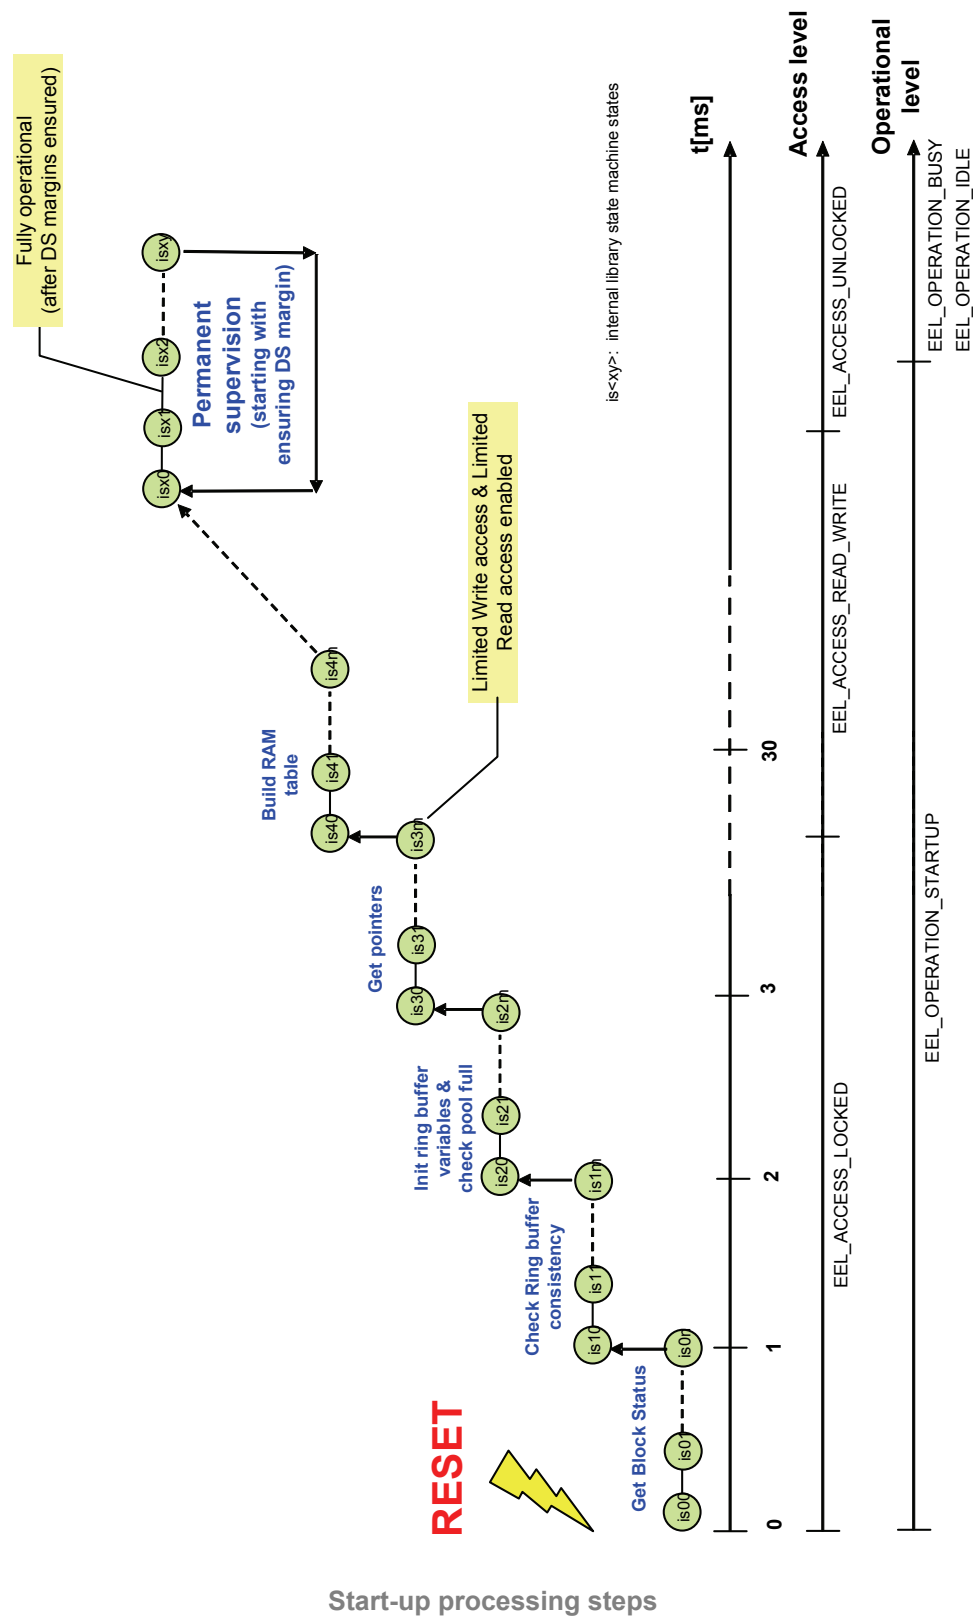 Start-up processing steps
RESET
Get Block Status
is00
is01
is0m
Check Ring buffer
consistency
is10
is11
is1m
Init ring buffer
variables &
check pool full
is20
is21
is2m
Get pointers
is30
is31
is3m
Build RAM
table
is40
is41
is4m
Limited Write access & Limited
Read access enabled
isx0
isx1
isx2
isxy
Permanent
supervision
(starting with
ensuring DS margin)
Fully operational
(after DS margins ensured)
is<xy>: internal library state machine states
0
1
2
3
30
t[ms]
EEL_ACCESS_LOCKED
EEL_ACCESS_READ_WRITE
EEL_ACCESS_UNLOCKED
Access level
EEL_OPERATION_STARTUP
EEL_OPERATION_BUSY
EEL_OPERATION_IDLE
Operational
level